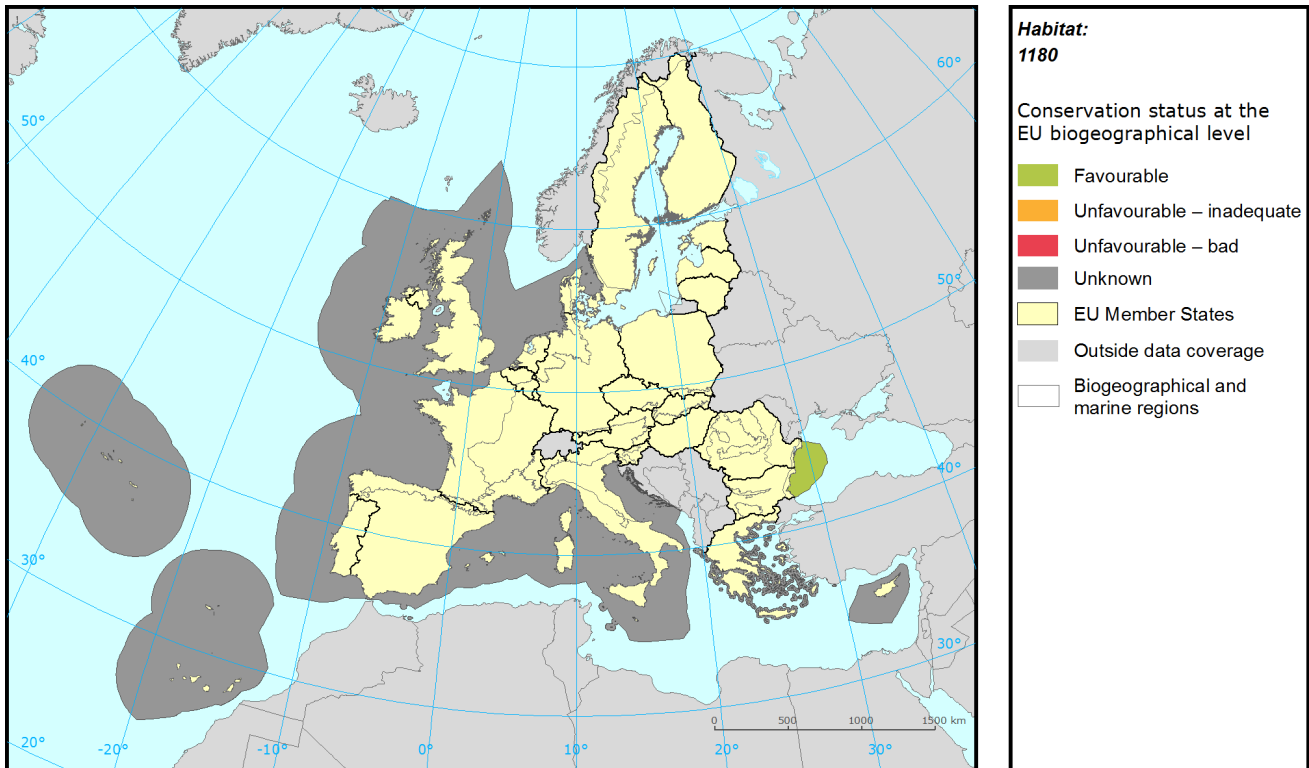 50°
40°
30°
20°
-20°
-10°
0°
10°
20°
30°
60°
50°
40°
30°
0
500
1000
1500 km
Habitat:
1180
Conservation status at the
EU biogeographical level
Favourable
Unfavourable – inadequate
Unfavourable – bad
Unknown
EU Member States
Outside data coverage
Biogeographical and
marine regions